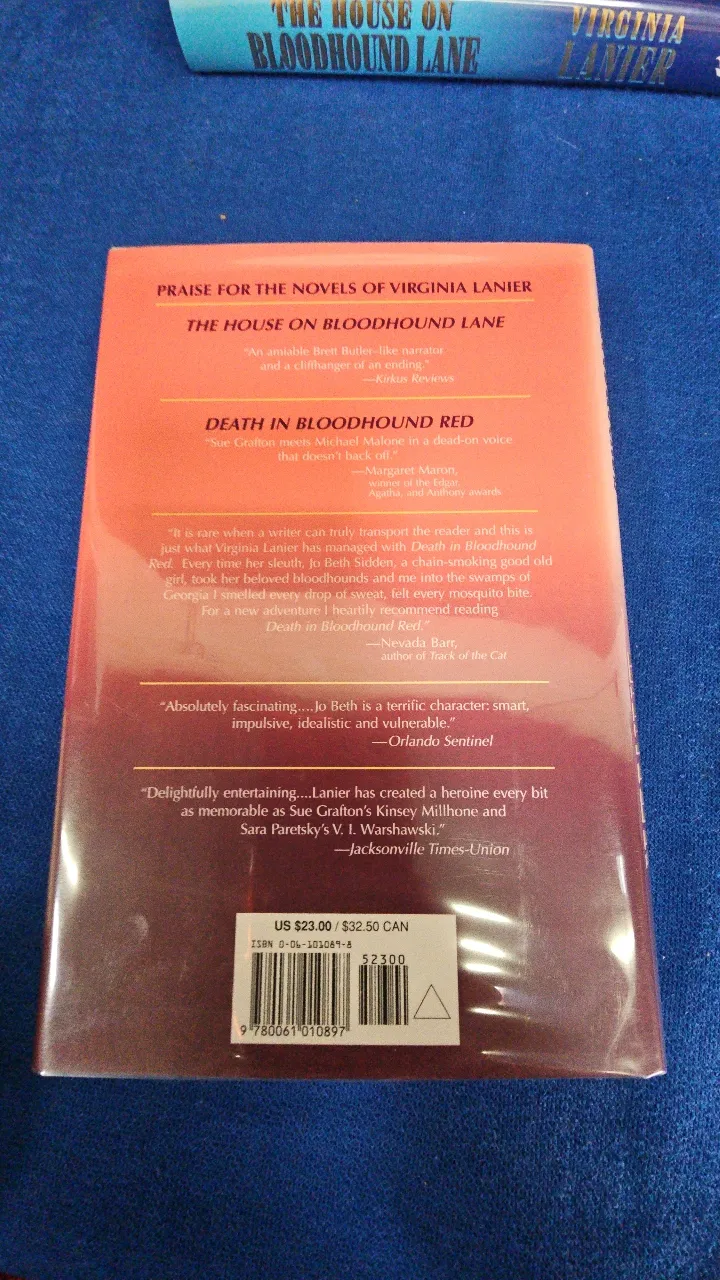 THE HOUSE ON
BLOODHOUND LANE
VIRGINIA
LANIER
PRAISE FOR THE NOVELS OF VIRGINIA LANIER
THE HOUSE ON BLOODHOUND LANE
"An amiable Brett Butler–like narrator
and a cliffhanger of an ending."
—Kirkus Reviews
DEATH IN BLOODHOUND RED
"Sue Grafton meets Michael Malone in a dead-on voice
that doesn't back off."
—Margaret Maron,
winner of the Edgar,
Agatha, and Anthony awards
"It is rare when a writer can truly transport the reader and this is
just what Virginia Lanier has managed with Death in Bloodhound
Red. Every time her sleuth, Jo Beth Sidden, a chain-smoking good old
girl, took her beloved bloodhounds and me into the swamps of
Georgia I smelled every drop of sweat, felt every mosquito bite.
For a new adventure I heartily recommend reading
Death in Bloodhound Red."
—Nevada Barr,
author of Track of the Cat
"Absolutely fascinating....Jo Beth is a terrific character: smart,
impulsive, idealistic and vulnerable."
—Orlando Sentinel
"Delightfully entertaining....Lanier has created a heroine every bit
as memorable as Sue Grafton's Kinsey Millhone and
Sara Paretsky's V. I. Warshawski."
—Jacksonville Times-Union
US $23.00 / $32.50 CAN
ISBN 0-06-101089-8
52300
9 780061 010897